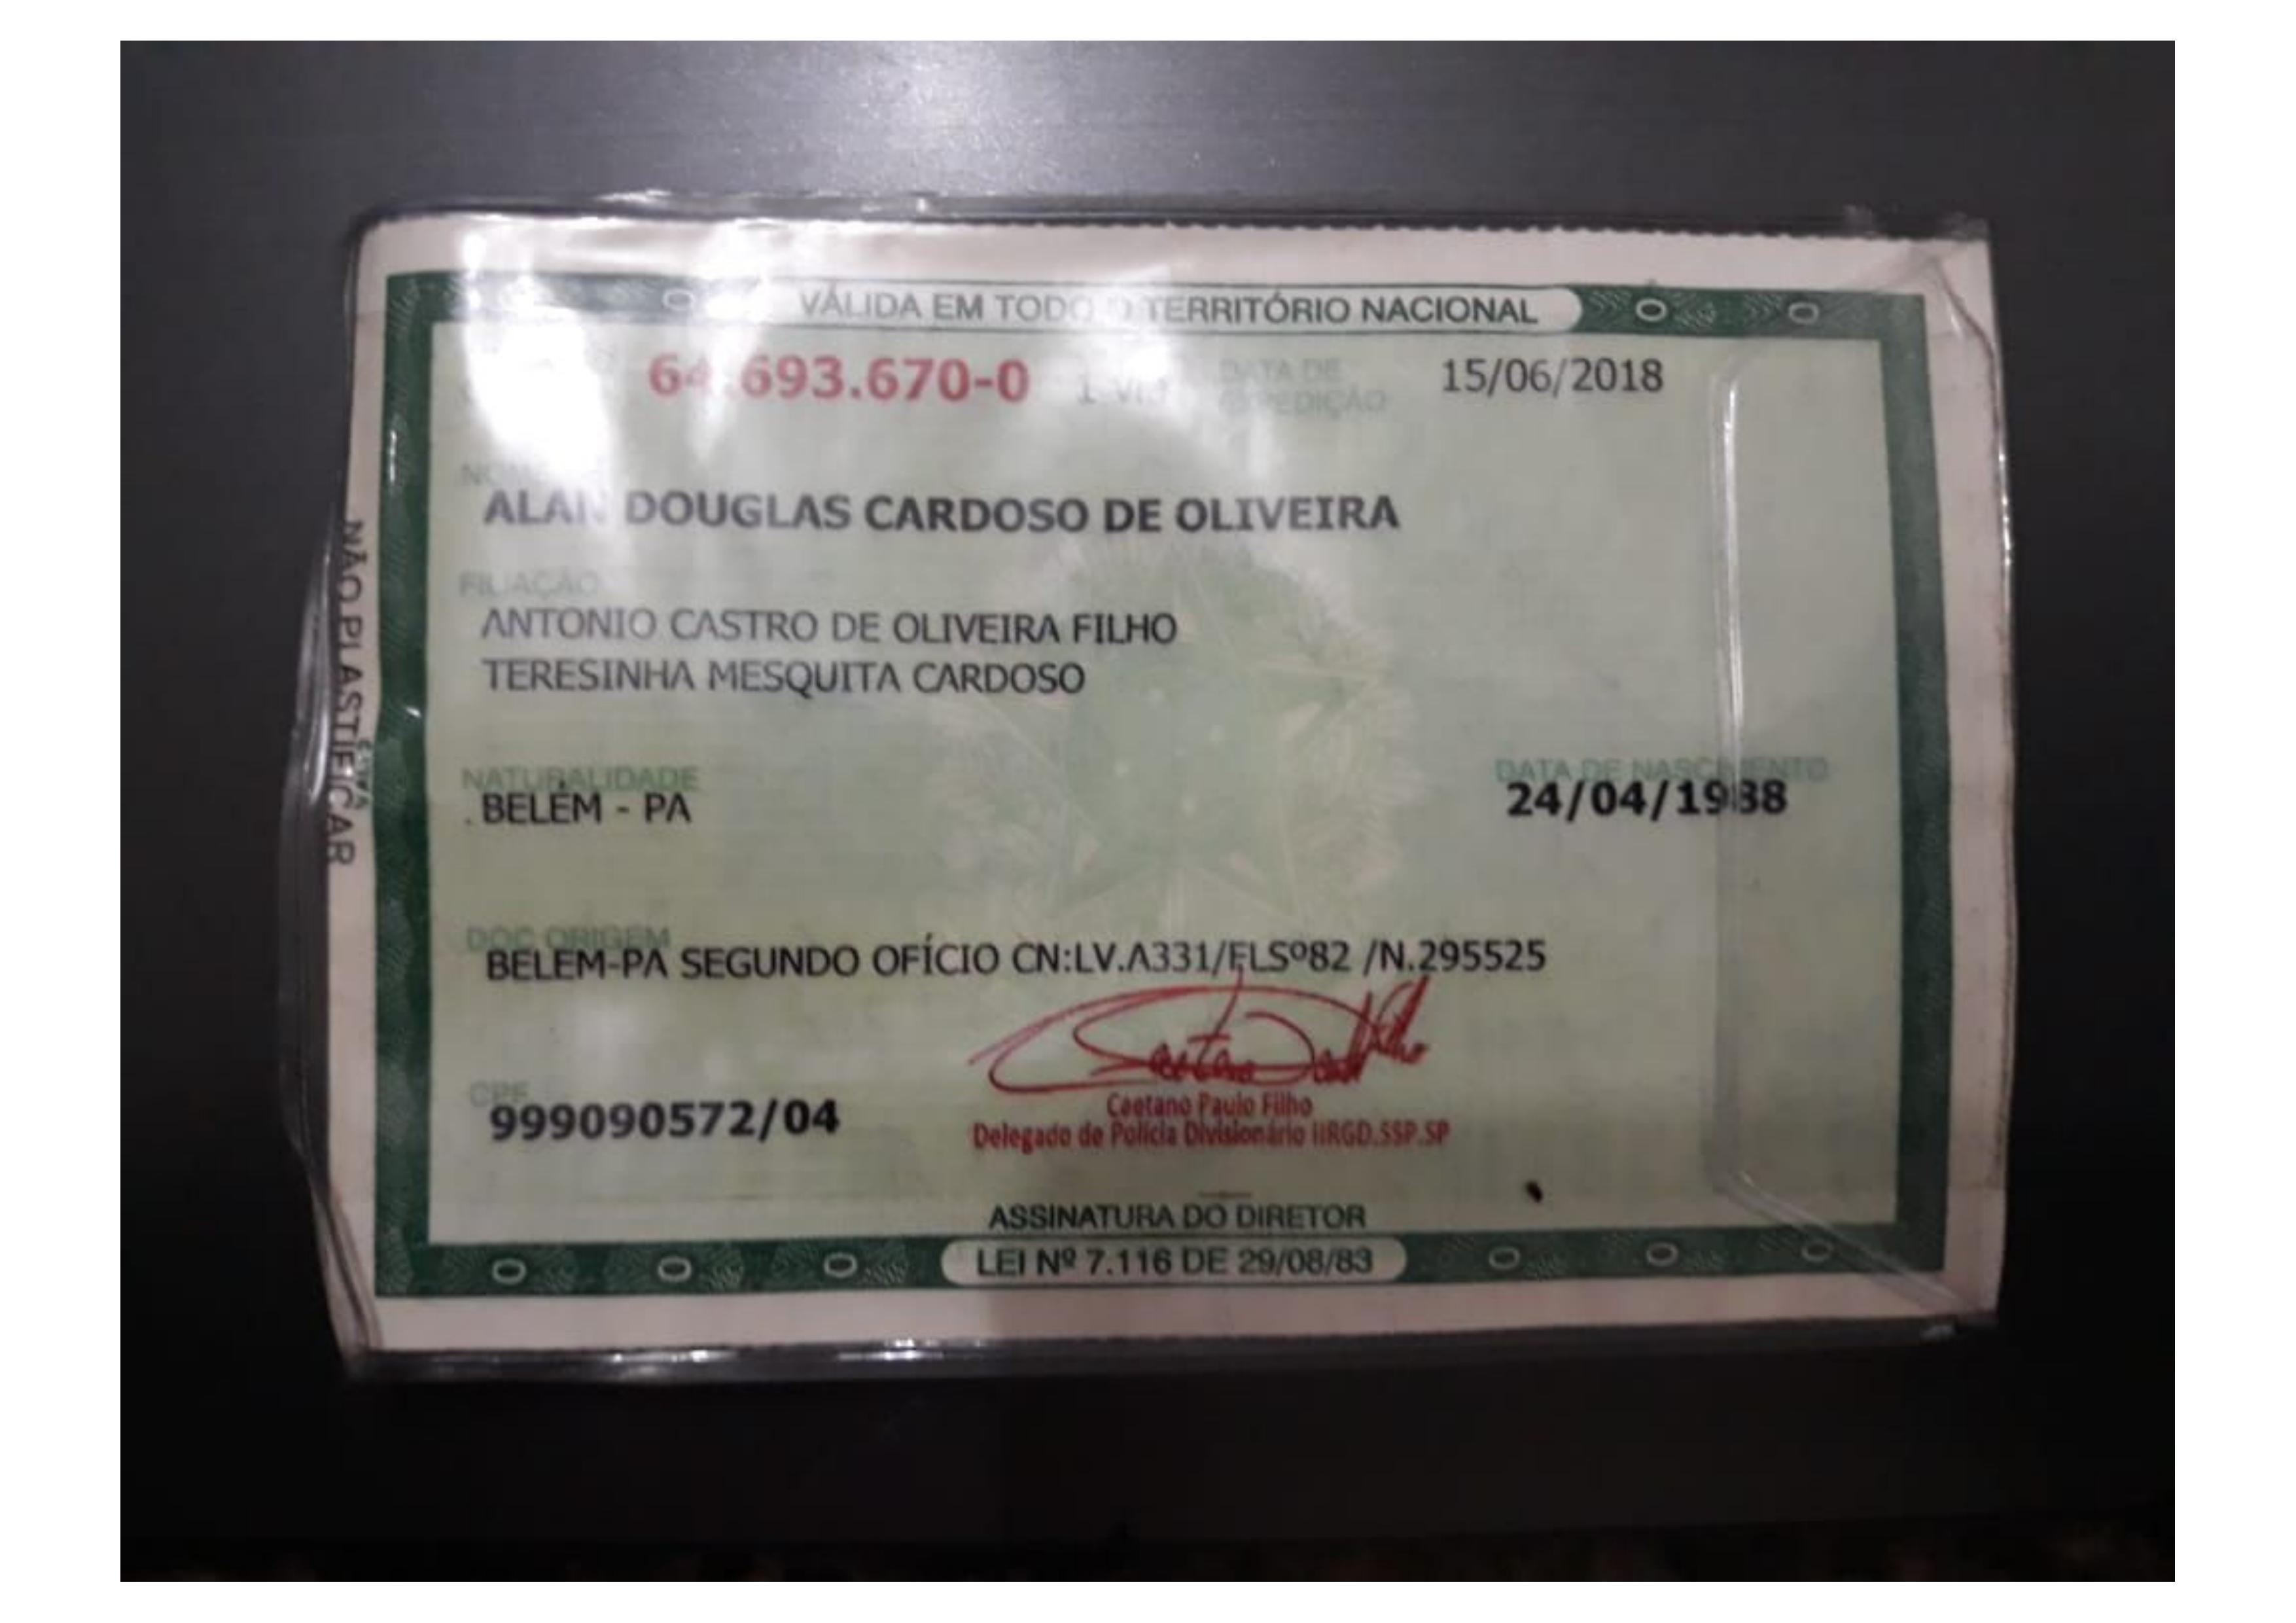 VÁLIDA EM TODO O TERRITÓRIO NACIONAL
64.693.670-0 DATA DE EXPEDIÇÃO 15/06/2018
NOME
ALAN DOUGLAS CARDOSO DE OLIVEIRA
FILIAÇÃO
ANTONIO CASTRO DE OLIVEIRA FILHO
TERESINHA MESQUITA CARDOSO
NATURALIDADE DATA DE NASCIMENTO
BELÉM - PA 24/04/1988
DOC ORIGEM
BELEM-PA SEGUNDO OFÍCIO CN:LV.A331/FLSº82 /N.295525
CPF
999090572/04
Caetano Paulo Filho
Delegado de Polícia Divisionário IIRGD.SSP.SP
ASSINATURA DO DIRETOR
LEI Nº 7.116 DE 29/08/83
NÃO PLASTIFICAR